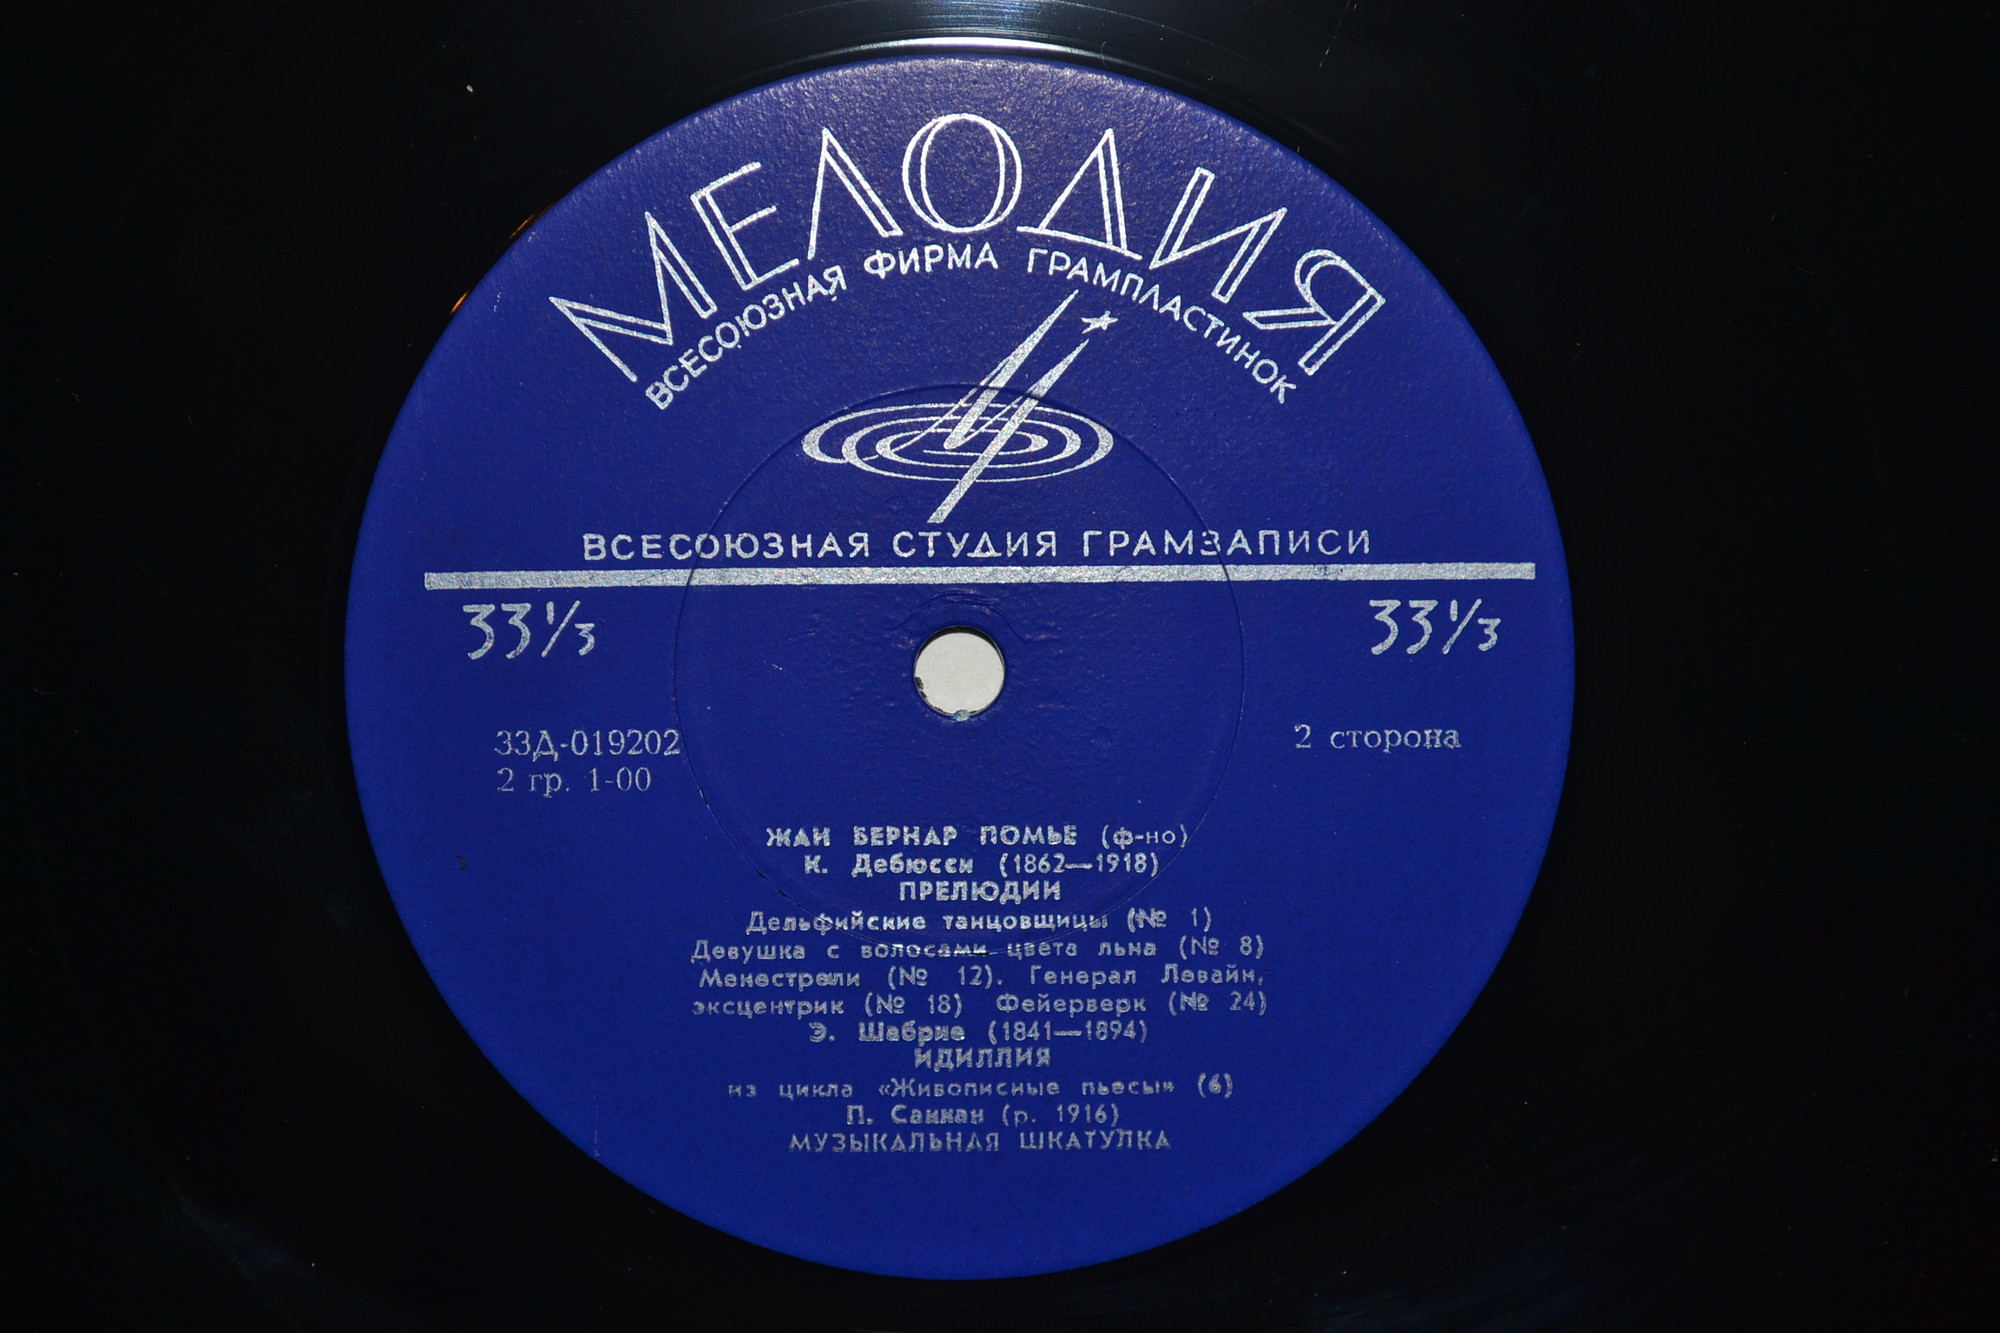 МЕЛОДИЯ
ВСЕСОЮЗНАЯ ФИРМА ГРАМПЛАСТИНОК
ВСЕСОЮЗНАЯ СТУДИЯ ГРАМЗАПИСИ
33⅓ 33⅓
33Д-019202 2 сторона
2 гр. 1-00
ЖАН БЕРНАР ПОМЬЕ (ф-но)
К. Дебюсси (1862—1918)
ПРЕЛЮДИИ
Дельфийские танцовщицы (№ 1)
Девушка с волосами цвета льна (№ 8)
Менестрели (№ 12). Генерал Левайн,
эксцентрик (№ 18) Фейерверк (№ 24)
Э. Шабрие (1841—1894)
ИДИЛЛИЯ
из цикла «Живописные пьесы» (6)
П. Санкан (р. 1916)
МУЗЫКАЛЬНАЯ ШКАТУЛКА